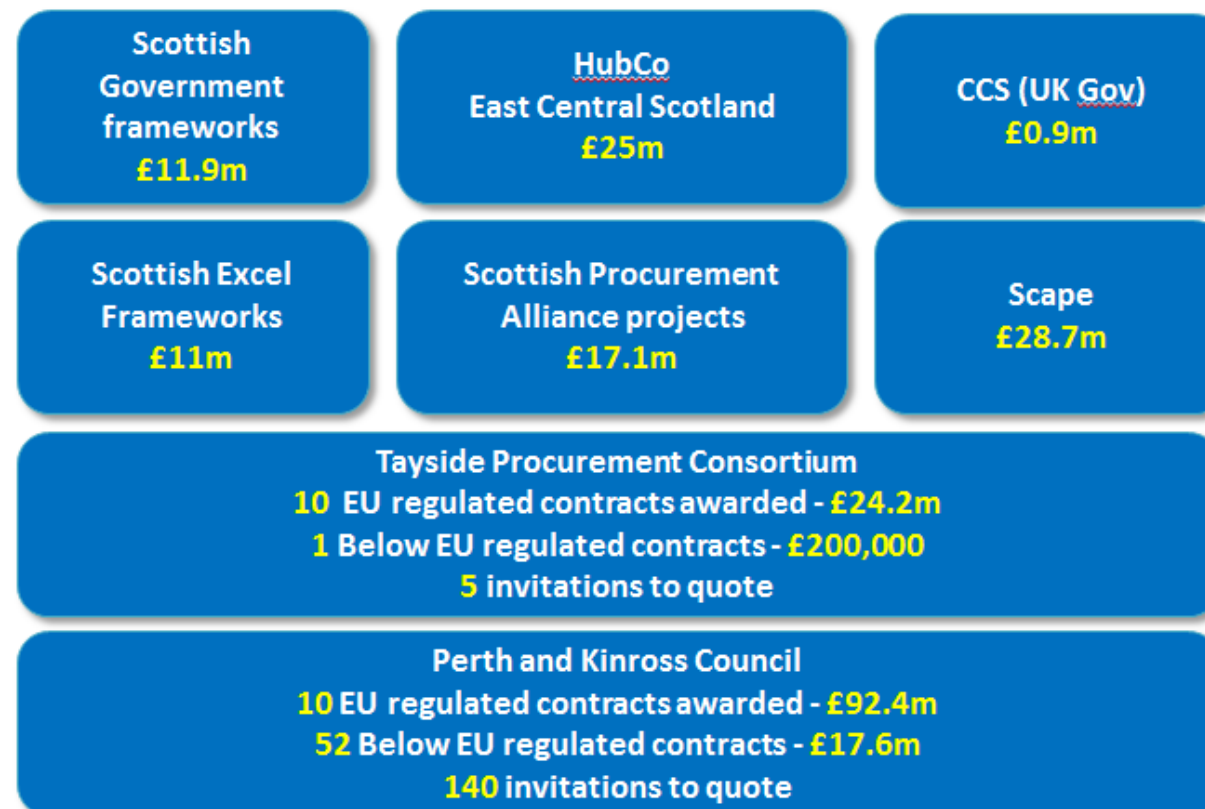 Scottish
Government
frameworks
£11.9m
HubCo
East Central Scotland
£25m
CCS (UK Gov)
£0.9m
Scottish Excel
Frameworks
£11m
Scottish Procurement
Alliance projects
£17.1m
Scape
£28.7m
Tayside Procurement Consortium
10 EU regulated contracts awarded - £24.2m
1 Below EU regulated contracts - £200,000
5 invitations to quote
Perth and Kinross Council
10 EU regulated contracts awarded - £92.4m
52 Below EU regulated contracts - £17.6m
140 invitations to quote